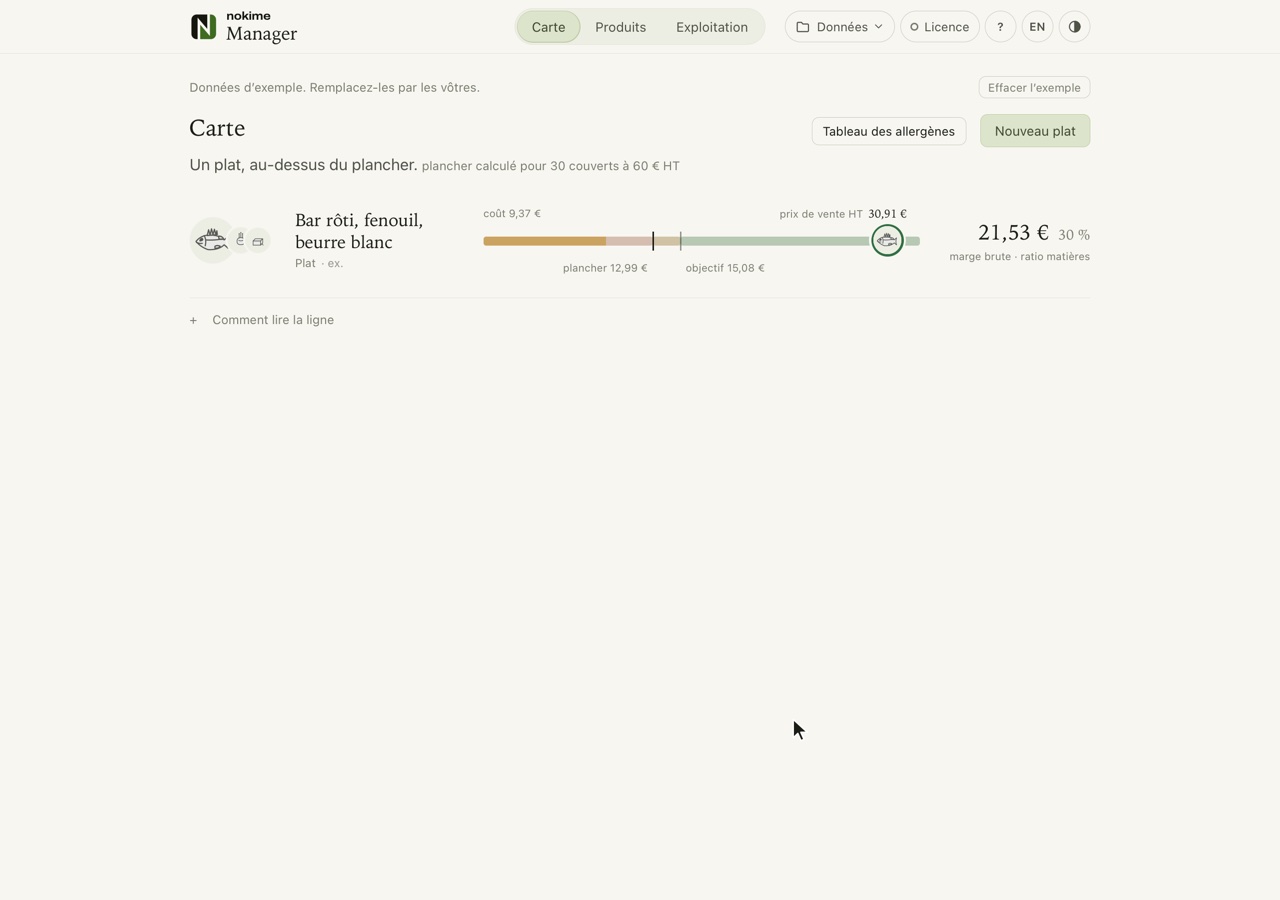 nokime
Manager
Carte
Produits
Exploitation
Données
Licence
?
EN
Données d'exemple. Remplacez-les par les vôtres.
Effacer l'exemple
Carte
Tableau des allergènes
Nouveau plat
Un plat, au-dessus du plancher. plancher calculé pour 30 couverts à 60 € HT
Bar rôti, fenouil,
beurre blanc
Plat · ex.
coût 9,37 €
prix de vente HT 30,91 €
plancher 12,99 €
objectif 15,08 €
21,53 € 30 %
marge brute · ratio matières
+ Comment lire la ligne